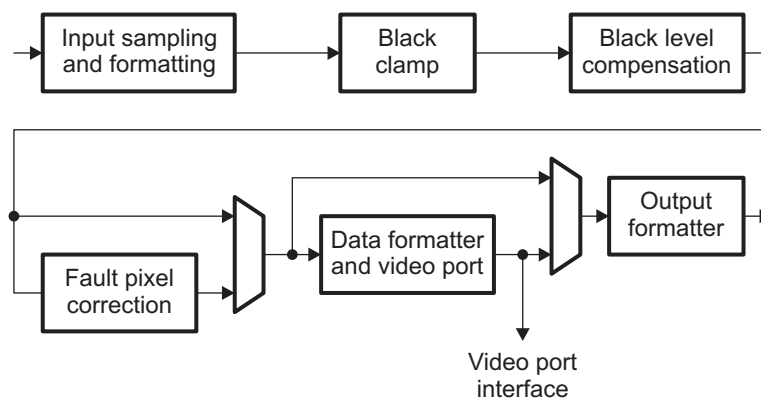 Input sampling
and formatting
Black
clamp
Black level
compensation
Fault pixel
correction
Data formatter
and video port
Output
formatter
Video port
interface